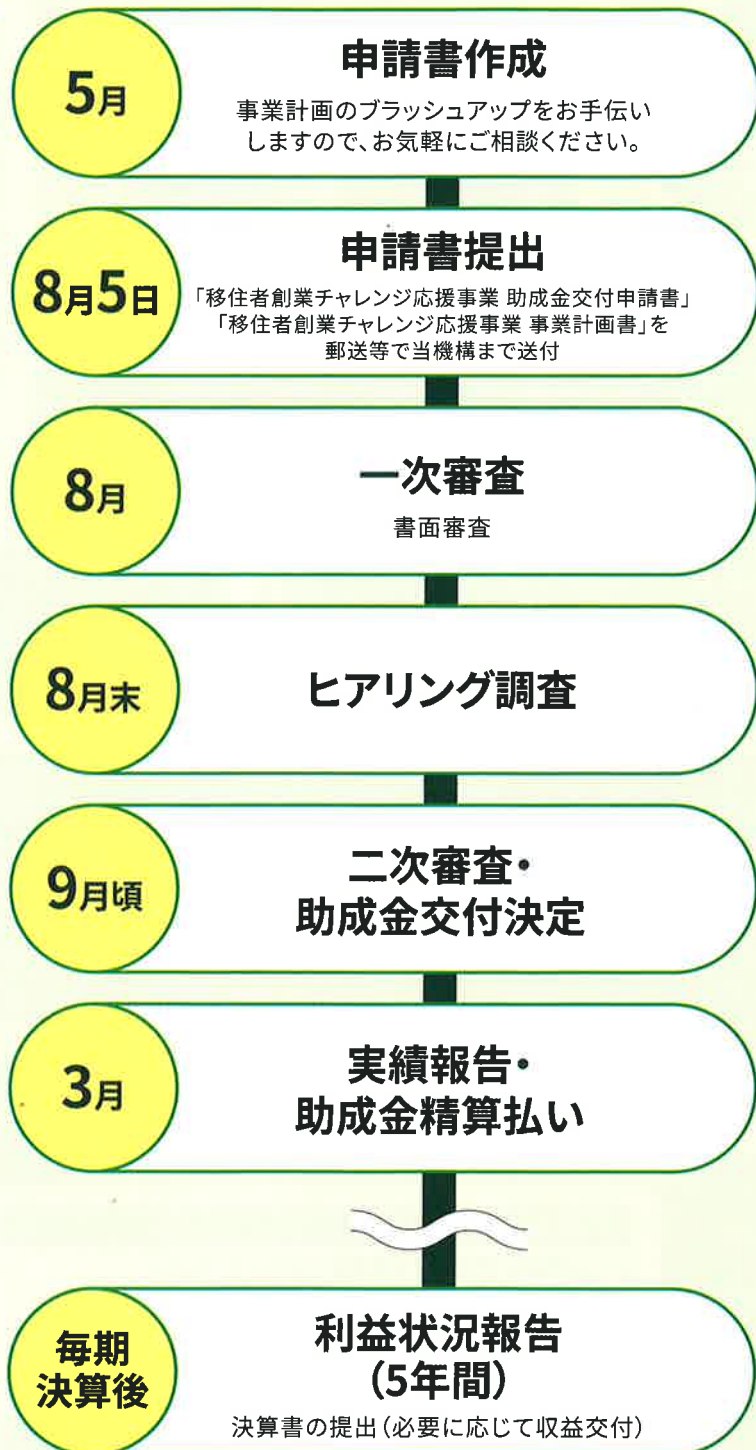 5月
申請書作成
事業計画のブラッシュアップをお手伝い
しますので、お気軽にご相談ください。
8月5日
申請書提出
「移住者創業チャレンジ応援事業 助成金交付申請書」
「移住者創業チャレンジ応援事業 事業計画書」を
郵送等で当機構まで送付
8月
一次審査
書面審査
8月末
ヒアリング調査
9月頃
二次審査・
助成金交付決定
3月
実績報告・
助成金精算払い
毎期
決算後
利益状況報告
(5年間)
決算書の提出(必要に応じて収益交付)